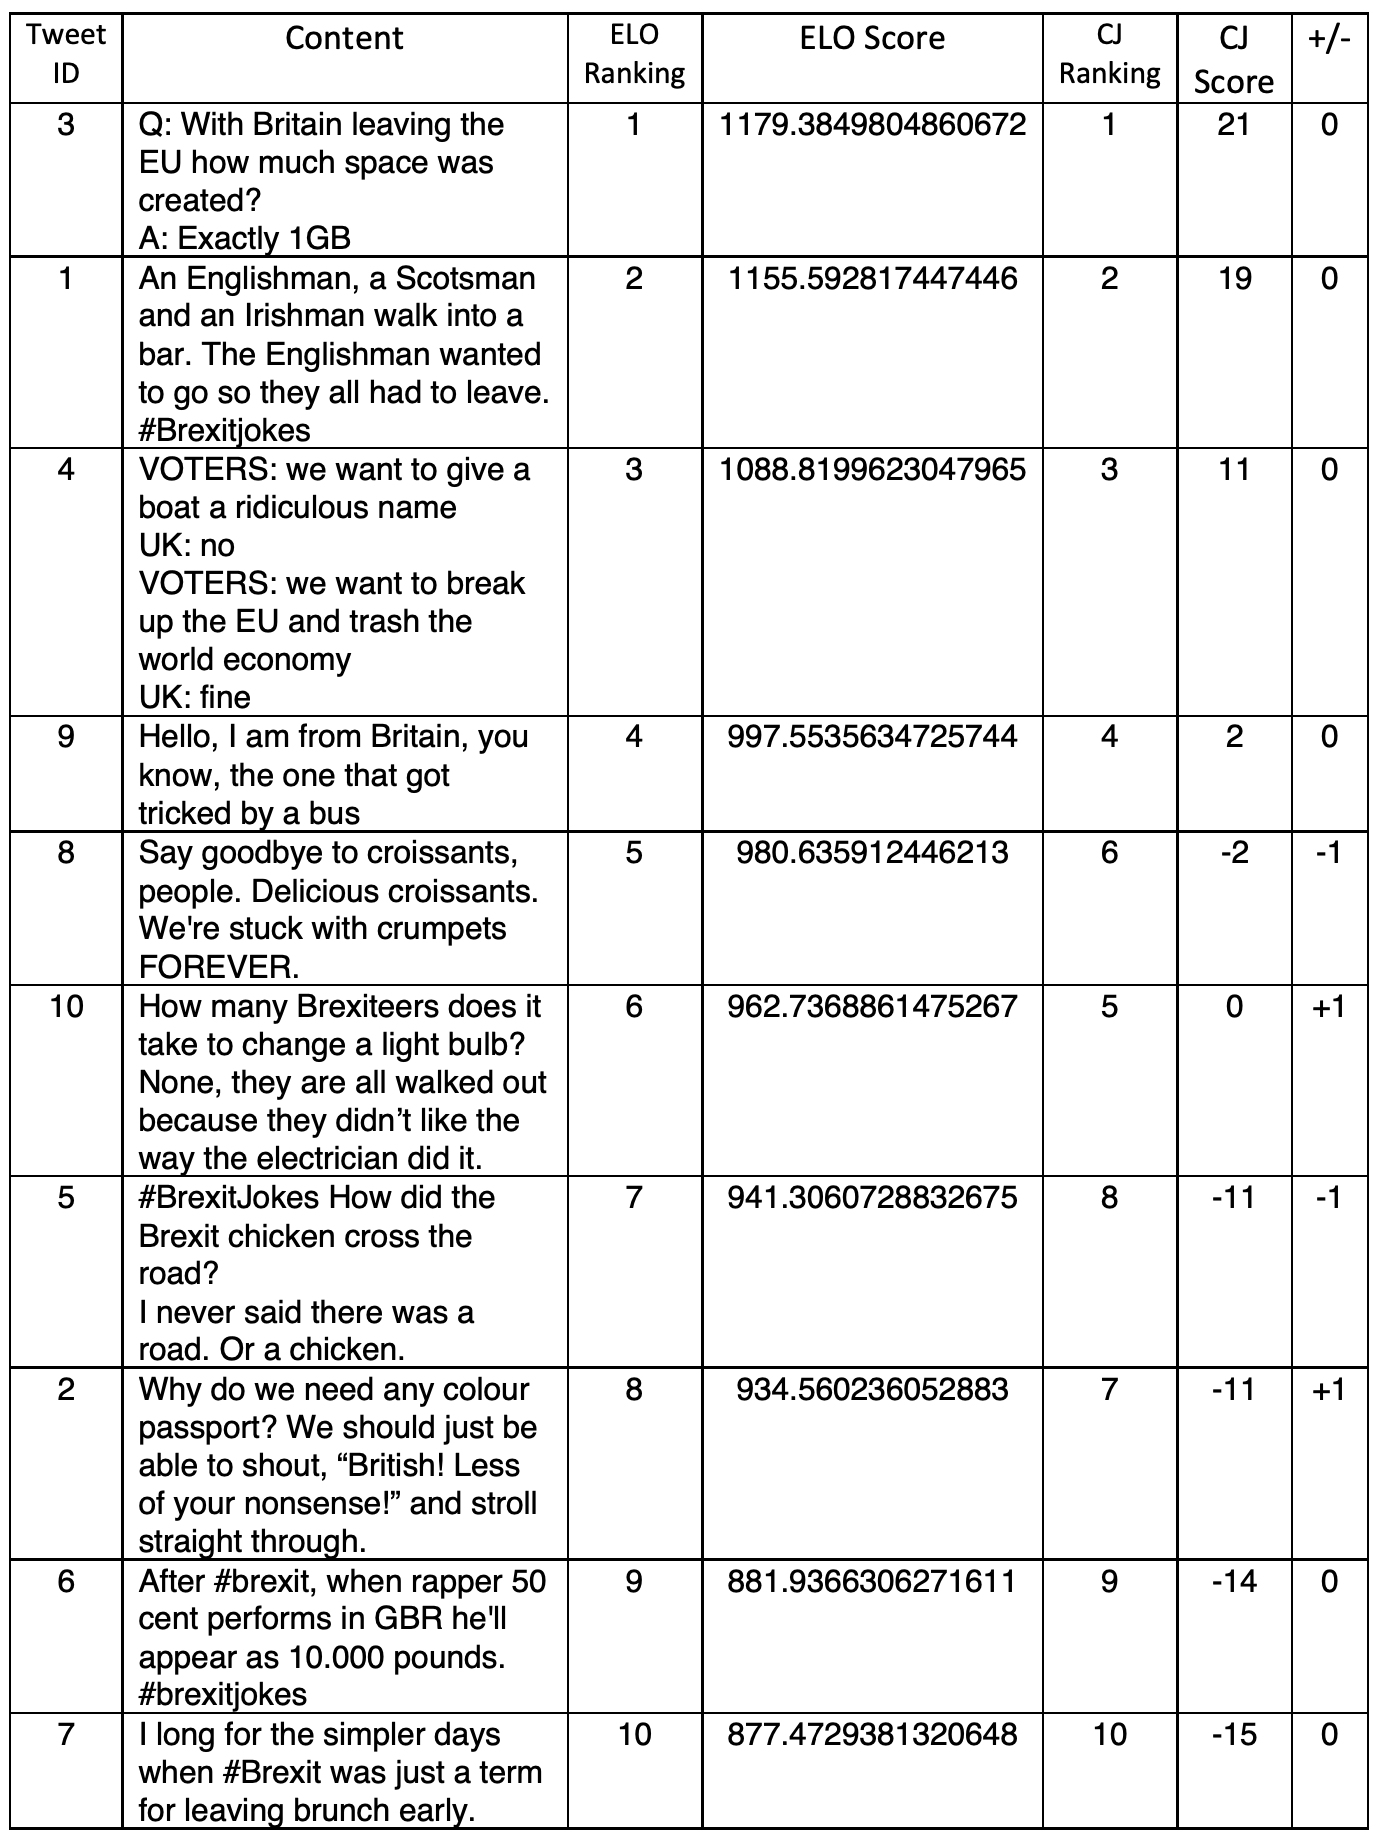 Tweet ID | Content | ELO Ranking | ELO Score | CJ Ranking | CJ Score | +/-
3 | Q: With Britain leaving the | 1 | 1179.3849804860672 | 1 | 21 | 0
EU how much space was
created?
A: Exactly 1GB
1 | An Englishman, a Scotsman | 2 | 1155.592817447446 | 2 | 19 | 0
and an Irishman walk into a
bar. The Englishman wanted
to go so they all had to leave.
#Brexitjokes
4 | VOTERS: we want to give a | 3 | 1088.8199623047965 | 3 | 11 | 0
boat a ridiculous name
UK: no
VOTERS: we want to break
up the EU and trash the
world economy
UK: fine
9 | Hello, I am from Britain, you | 4 | 997.5535634725744 | 4 | 2 | 0
know, the one that got
tricked by a bus
8 | Say goodbye to croissants, | 5 | 980.635912446213 | 6 | -2 | -1
people. Delicious croissants.
We're stuck with crumpets
FOREVER.
10 | How many Brexiteers does it | 6 | 962.7368861475267 | 5 | 0 | +1
take to change a light bulb?
None, they are all walked out
because they didn’t like the
way the electrician did it.
5 | #BrexitJokes How did the | 7 | 941.3060728832675 | 8 | -11 | -1
Brexit chicken cross the
road?
I never said there was a
road. Or a chicken.
2 | Why do we need any colour | 8 | 934.560236052883 | 7 | -11 | +1
passport? We should just be
able to shout, “British! Less
of your nonsense!” and stroll
straight through.
6 | After #brexit, when rapper 50 | 9 | 881.9366306271611 | 9 | -14 | 0
cent performs in GBR he'll
appear as 10.000 pounds.
#brexitjokes
7 | I long for the simpler days | 10 | 877.4729381320648 | 10 | -15 | 0
when #Brexit was just a term
for leaving brunch early.